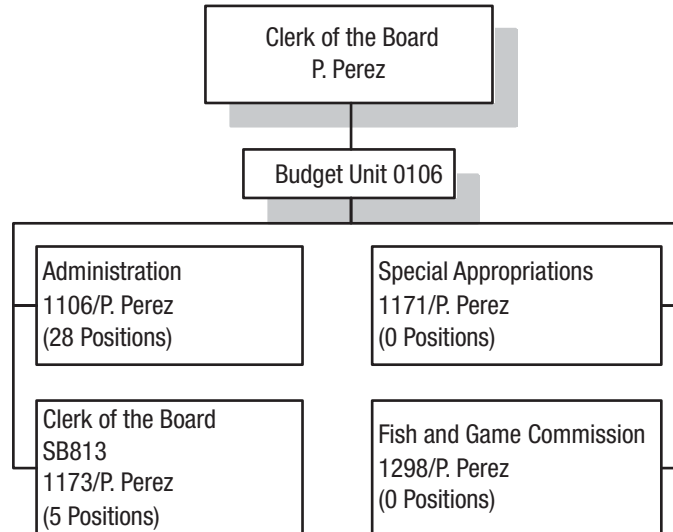 Clerk of the Board
P. Perez
Budget Unit 0106
Administration
1106/P. Perez
(28 Positions)
Special Appropriations
1171/P. Perez
(0 Positions)
Clerk of the Board
SB813
1173/P. Perez
(5 Positions)
Fish and Game Commission
1298/P. Perez
(0 Positions)